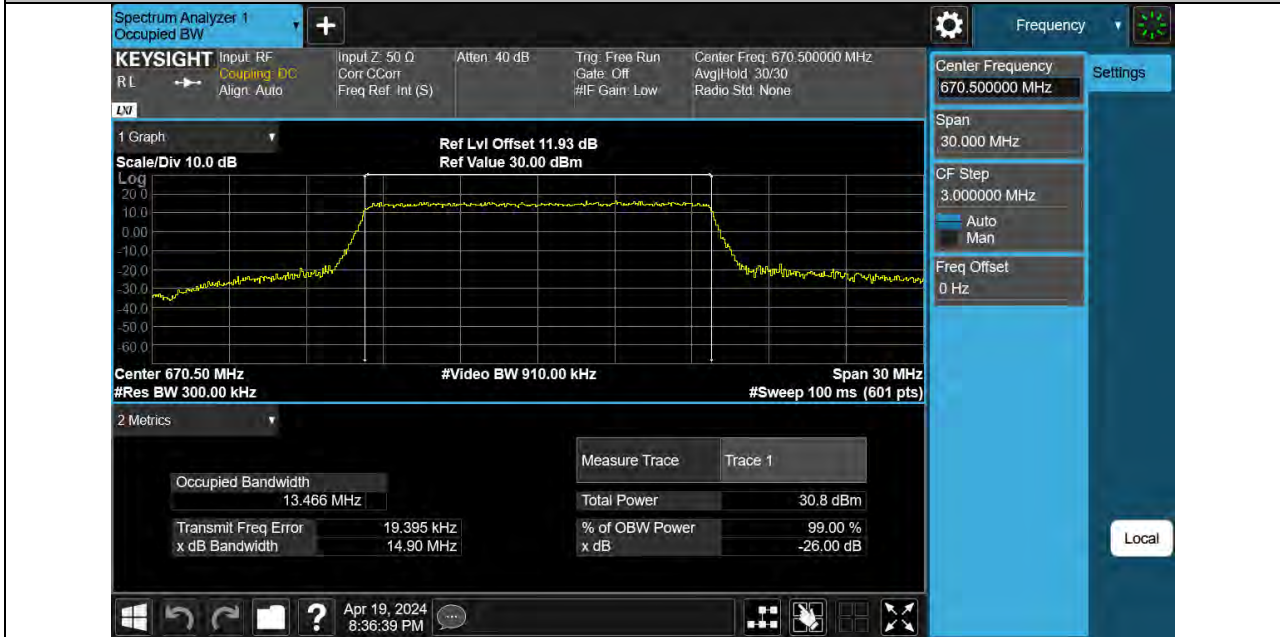 Spectrum Analyzer 1
Occupied BW
Frequency
KEYSIGHT
R L
LXI
Input: RF
Coupling: DC
Align: Auto
Input Z: 50 Ω
Corr CCorr
Freq Ref: Int (S)
Atten: 40 dB
Trig: Free Run
Gate: Off
#IF Gain: Low
Center Freq: 670.500000 MHz
Avg|Hold: 30/30
Radio Std: None
Center Frequency
670.500000 MHz
Settings
Span
30.000 MHz
CF Step
3.000000 MHz
Auto
Man
Freq Offset
0 Hz
Local
1 Graph
Scale/Div 10.0 dB
Ref Lvl Offset 11.93 dB
Ref Value 30.00 dBm
Log
20.0
10.0
0.00
-10.0
-20.0
-30.0
-40.0
-50.0
-60.0
Center 670.50 MHz
#Video BW 910.00 kHz
Span 30 MHz
#Res BW 300.00 kHz
#Sweep 100 ms (601 pts)
2 Metrics
Occupied Bandwidth
13.466 MHz
Transmit Freq Error 19.395 kHz
x dB Bandwidth 14.90 MHz
Measure Trace Trace 1
Total Power 30.8 dBm
% of OBW Power 99.00 %
x dB -26.00 dB
Apr 19, 2024
8:36:39 PM